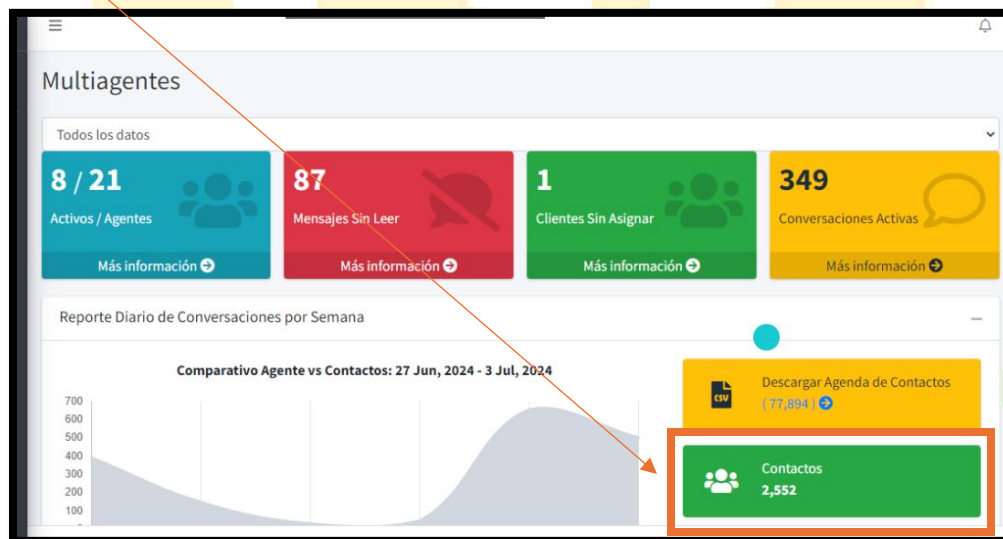 Multiagentes
Todos los datos
8 / 21
Activos / Agentes
Más información
87
Mensajes Sin Leer
Más información
1
Clientes Sin Asignar
Más información
349
Conversaciones Activas
Más información
Reporte Diario de Conversaciones por Semana
Comparativo Agente vs Contactos: 27 Jun, 2024 - 3 Jul, 2024
700
600
500
400
300
200
100
CSV
Descargar Agenda de Contactos
( 77,894 )
Contactos
2,552